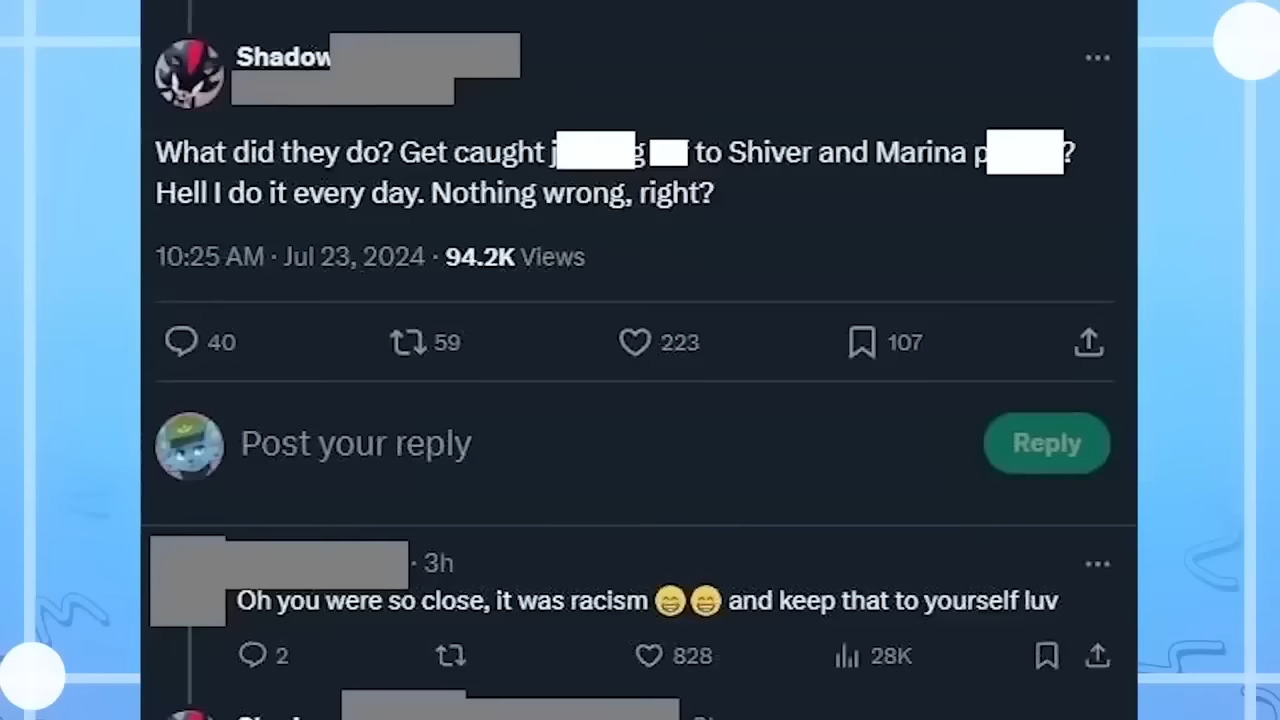 Shadow
What did they do? Get caught j g to Shiver and Marina p ?
Hell I do it every day. Nothing wrong, right?
10:25 AM · Jul 23, 2024 · 94.2K Views
40 59 223 107
Post your reply
Reply
· 3h
Oh you were so close, it was racism 😁😁 and keep that to yourself luv
2 828 28K